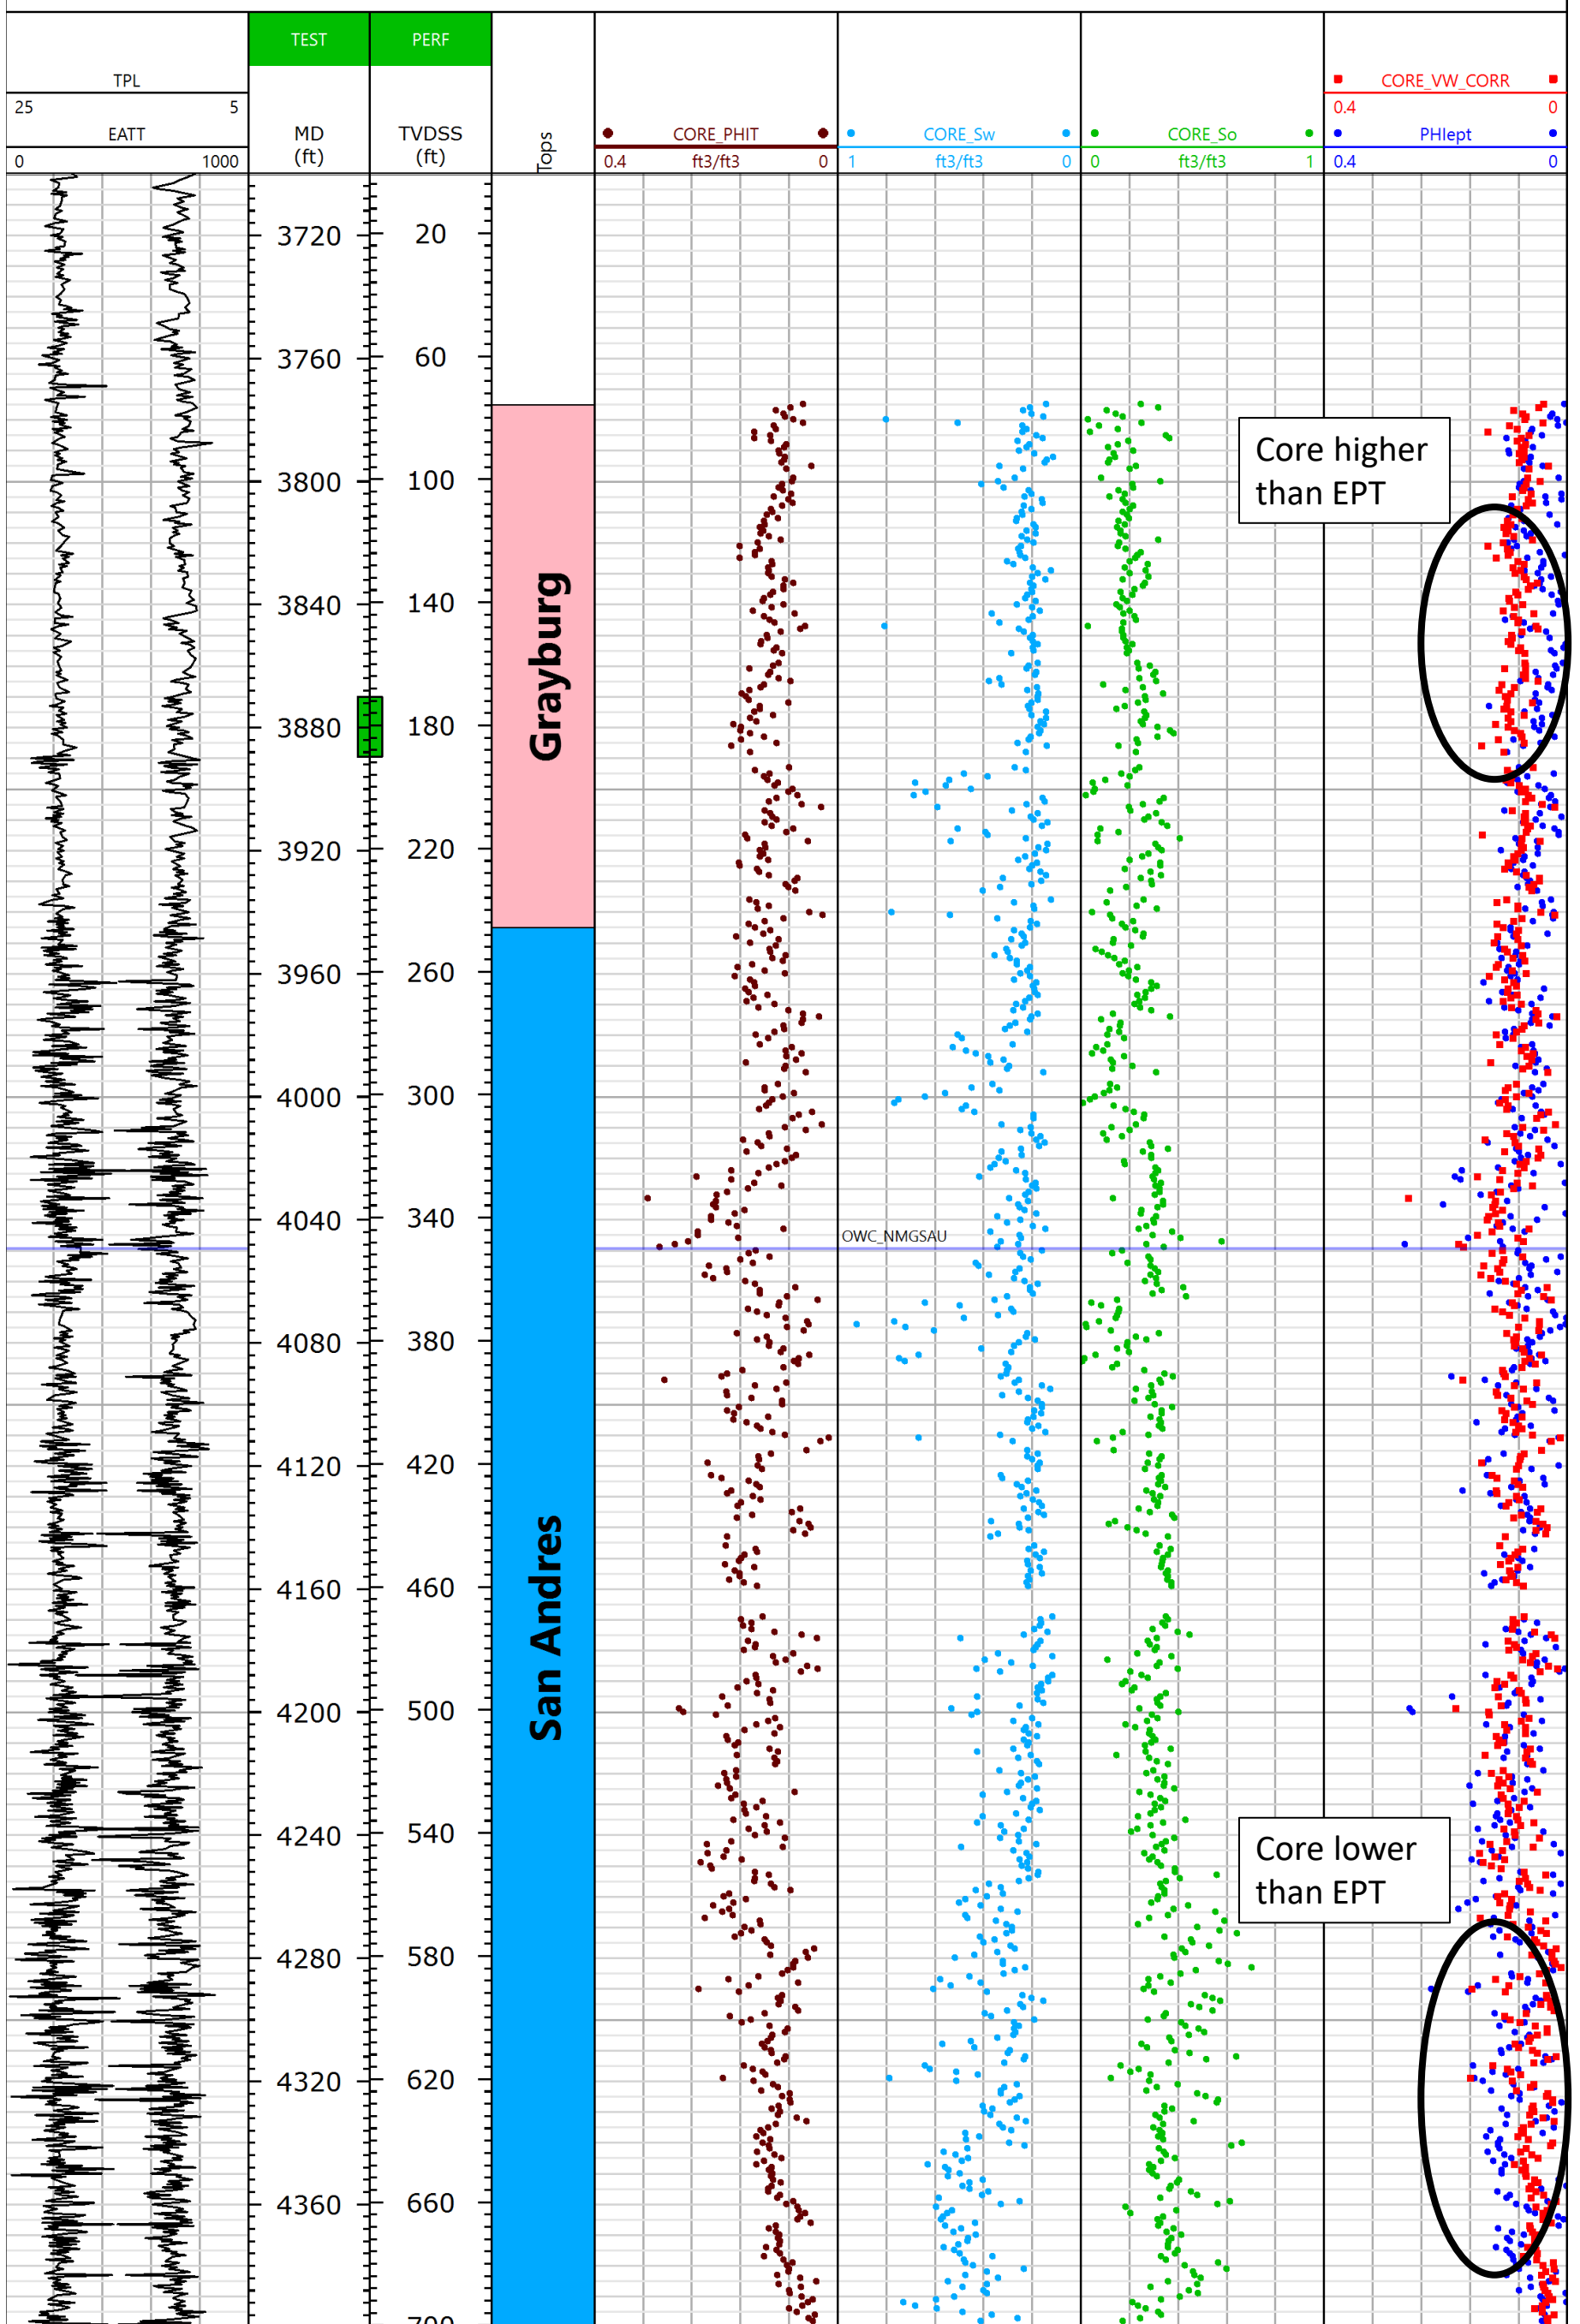 TEST
PERF
TPL
25 5
EATT
0 1000
MD
(ft)
TVDSS
(ft)
Tops
CORE_PHIT
0.4 ft3/ft3 0
CORE_Sw
1 ft3/ft3 0
CORE_So
0 ft3/ft3 1
CORE_VW_CORR
0.4 0
PHIept
0.4 0
3720 20
3760 60
3800 100
3840 140
3880 180
3920 220
3960 260
4000 300
4040 340
4080 380
4120 420
4160 460
4200 500
4240 540
4280 580
4320 620
4360 660
700
Grayburg
San Andres
OWC_NMGSAU
Core higher
than EPT
Core lower
than EPT